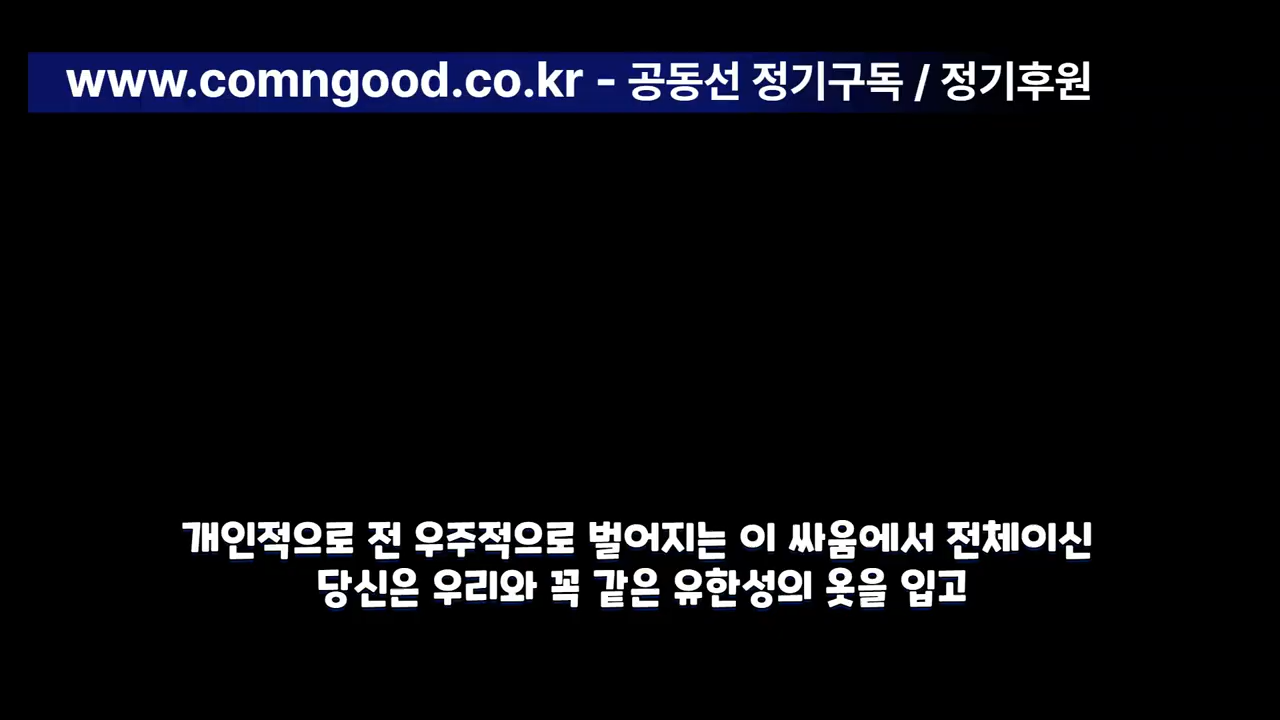 www.comngood.co.kr - 공동선 정기구독 / 정기후원
개인적으로 전 우주적으로 벌어지는 이 싸움에서 전체이신
당신은 우리와 꼭 같은 유한성의 옷을 입고